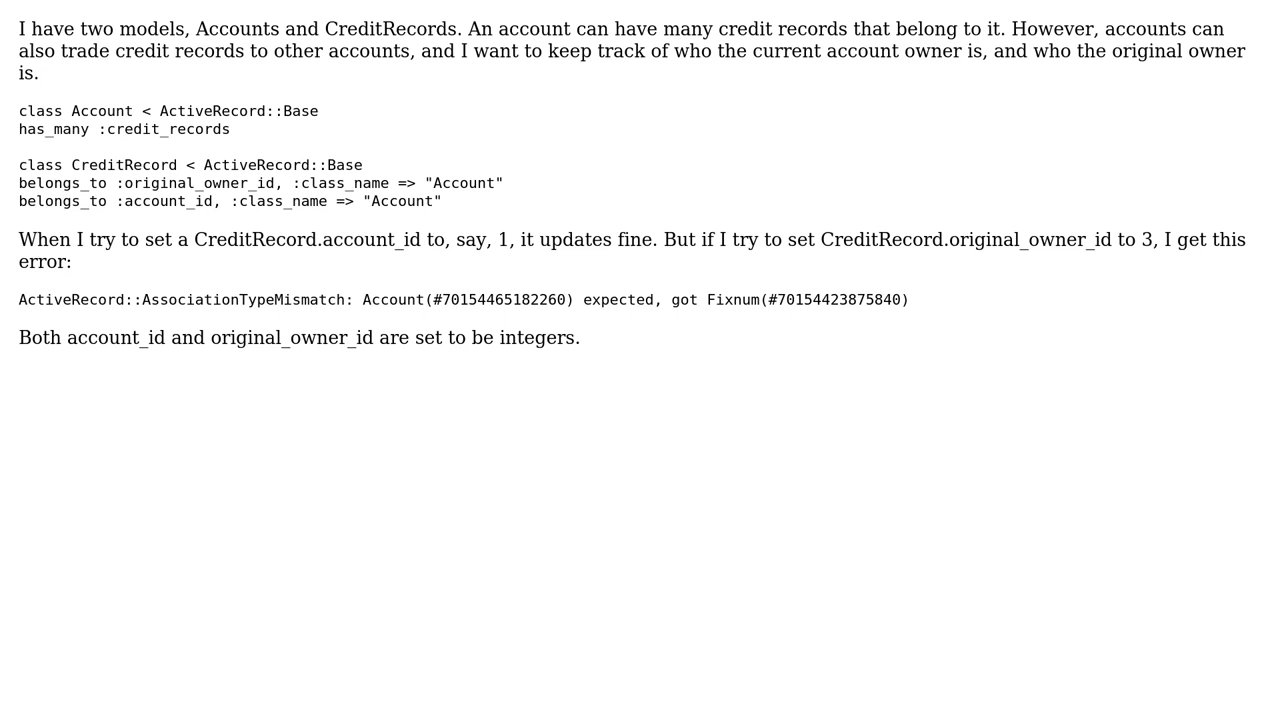 I have two models, Accounts and CreditRecords. An account can have many credit records that belong to it. However, accounts can
also trade credit records to other accounts, and I want to keep track of who the current account owner is, and who the original owner
is.
class Account < ActiveRecord::Base
has_many :credit_records
class CreditRecord < ActiveRecord::Base
belongs_to :original_owner_id, :class_name => "Account"
belongs_to :account_id, :class_name => "Account"
When I try to set a CreditRecord.account_id to, say, 1, it updates fine. But if I try to set CreditRecord.original_owner_id to 3, I get this
error:
ActiveRecord::AssociationTypeMismatch: Account(#70154465182260) expected, got Fixnum(#70154423875840)
Both account_id and original_owner_id are set to be integers.